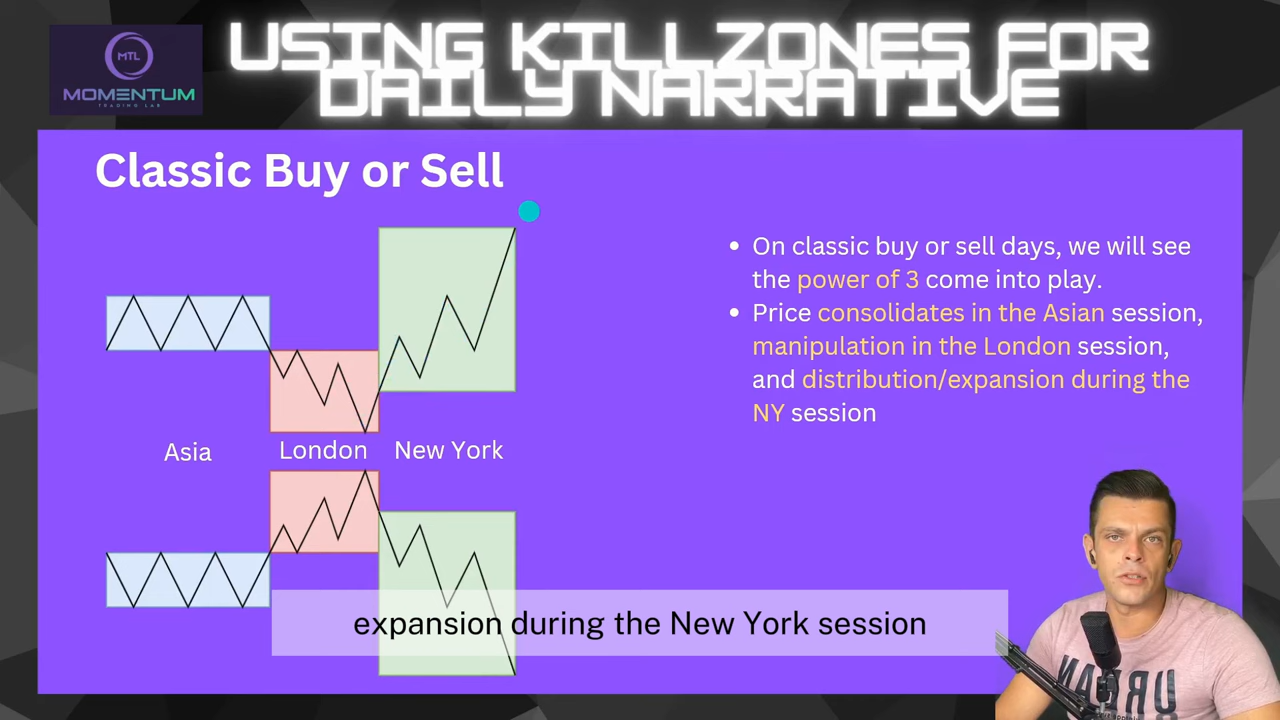 MTL
MOMENTUM
TRADING LAB
USING KILLZONES FOR
DAILY NARRATIVE
Classic Buy or Sell
• On classic buy or sell days, we will see
the power of 3 come into play.
• Price consolidates in the Asian session,
manipulation in the London session,
and distribution/expansion during the
NY session
Asia
London
New York
expansion during the New York session